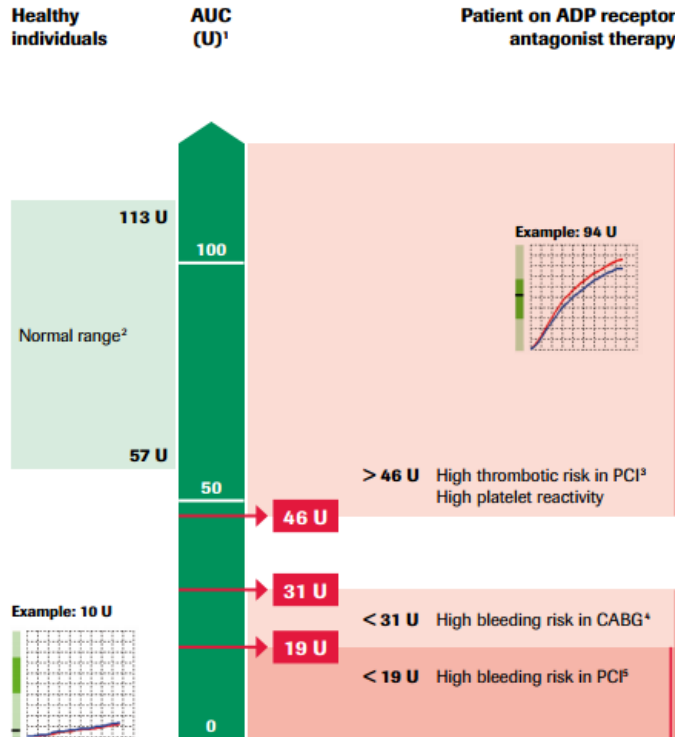 Healthy
individuals
AUC
(U)¹
Patient on ADP receptor
antagonist therapy
113 U
100
Example: 94 U
Normal range²
57 U
50
> 46 U High thrombotic risk in PCI³
High platelet reactivity
46 U
31 U
Example: 10 U
< 31 U High bleeding risk in CABG⁴
19 U
< 19 U High bleeding risk in PCI⁵
0